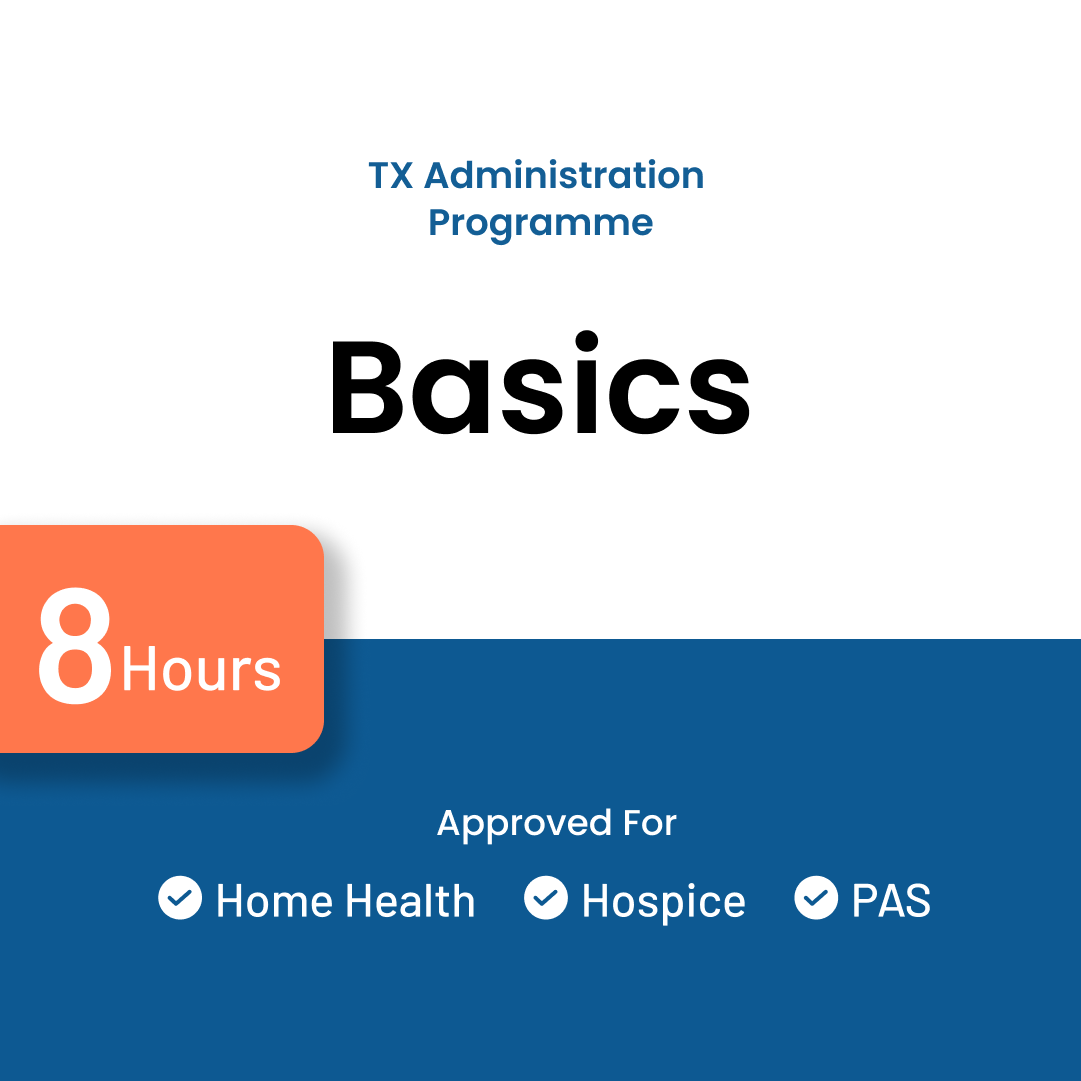 TX Administration
Programme
Basics
8 Hours
Approved For
Home Health Hospice PAS